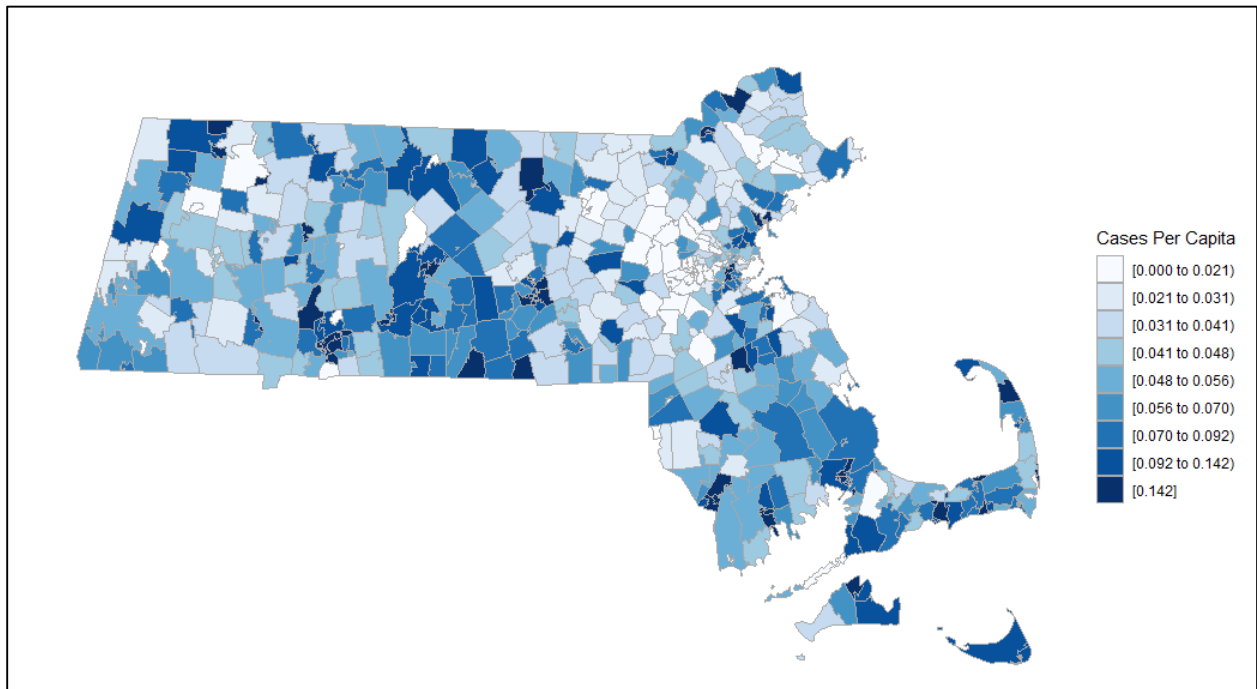 Cases Per Capita
[0.000 to 0.021)
[0.021 to 0.031)
[0.031 to 0.041)
[0.041 to 0.048)
[0.048 to 0.056)
[0.056 to 0.070)
[0.070 to 0.092)
[0.092 to 0.142)
[0.142]